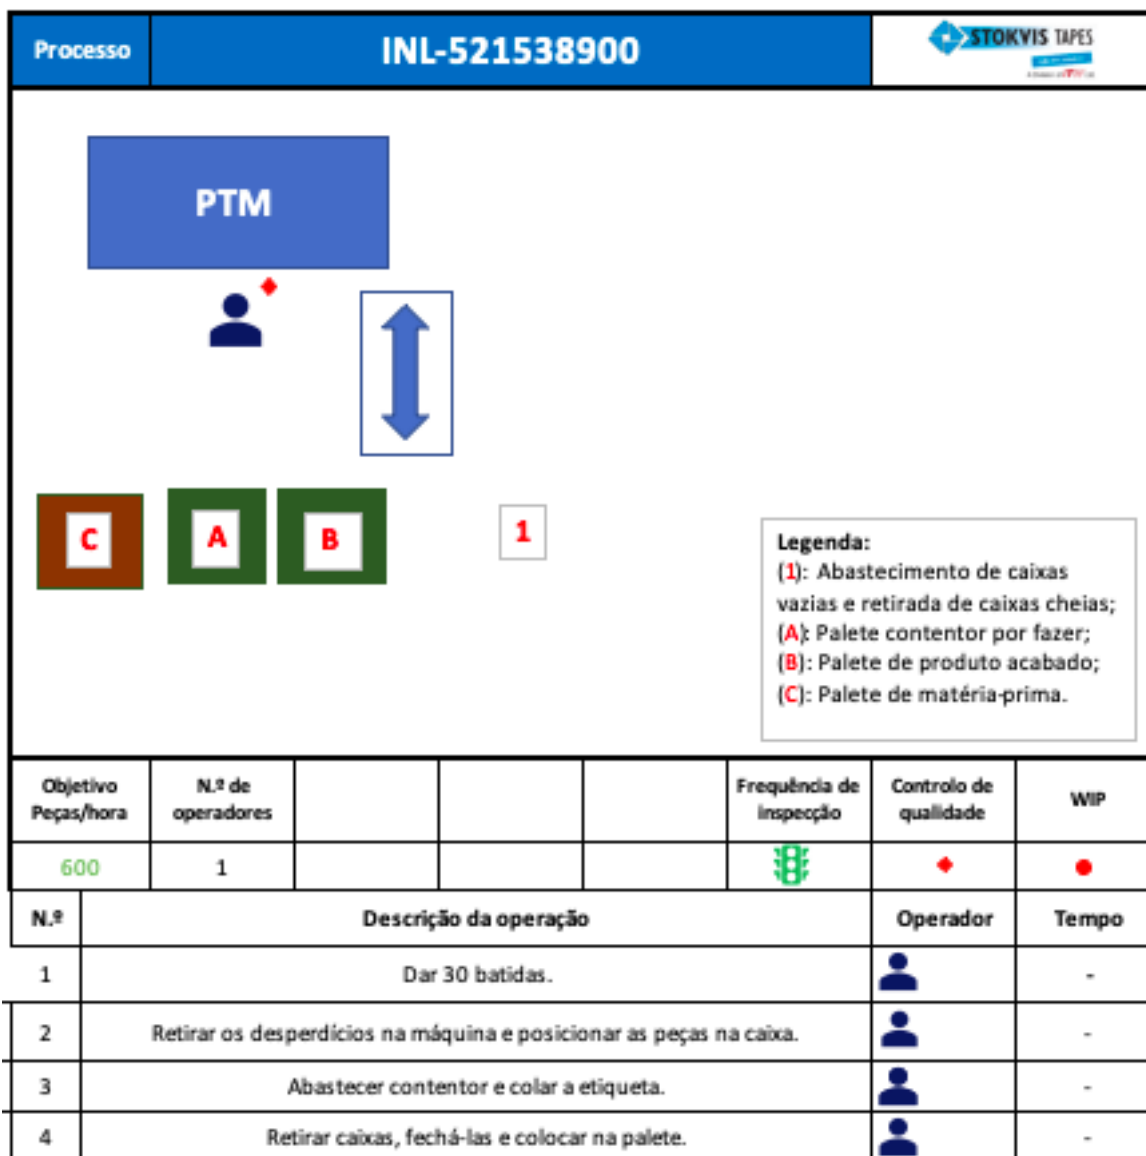 Processo
INL-521538900
STOKVIS TAPES
PTM
C
A
B
1
Legenda:
(1): Abastecimento de caixas
vazias e retirada de caixas cheias;
(A): Palete contentor por fazer;
(B): Palete de produto acabado;
(C): Palete de matéria-prima.
Objetivo
Peças/hora
N.º de
operadores
Frequência de
inspecção
Controlo de
qualidade
WIP
600
1
N.º
Descrição da operação
Operador
Tempo
1
Dar 30 batidas.
-
2
Retirar os desperdícios na máquina e posicionar as peças na caixa.
-
3
Abastecer contentor e colar a etiqueta.
-
4
Retirar caixas, fechá-las e colocar na palete.
-